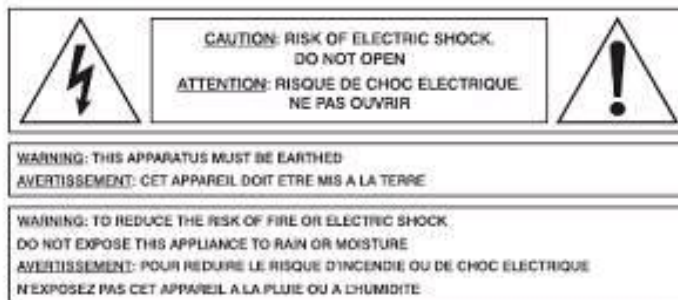 CAUTION: RISK OF ELECTRIC SHOCK.
DO NOT OPEN
ATTENTION: RISQUE DE CHOC ELECTRIQUE.
NE PAS OUVRIR
WARNING: THIS APPARATUS MUST BE EARTHED
AVERTISSEMENT: CET APPAREIL DOIT ETRE MIS A LA TERRE
WARNING: TO REDUCE THE RISK OF FIRE OR ELECTRIC SHOCK
DO NOT EXPOSE THIS APPLIANCE TO RAIN OR MOISTURE
AVERTISSEMENT: POUR REDUIRE LE RISQUE D'INCENDIE OU DE CHOC ELECTRIQUE
N'EXPOSEZ PAS CET APPAREIL A LA PLUIE OU A L'HUMIDITE